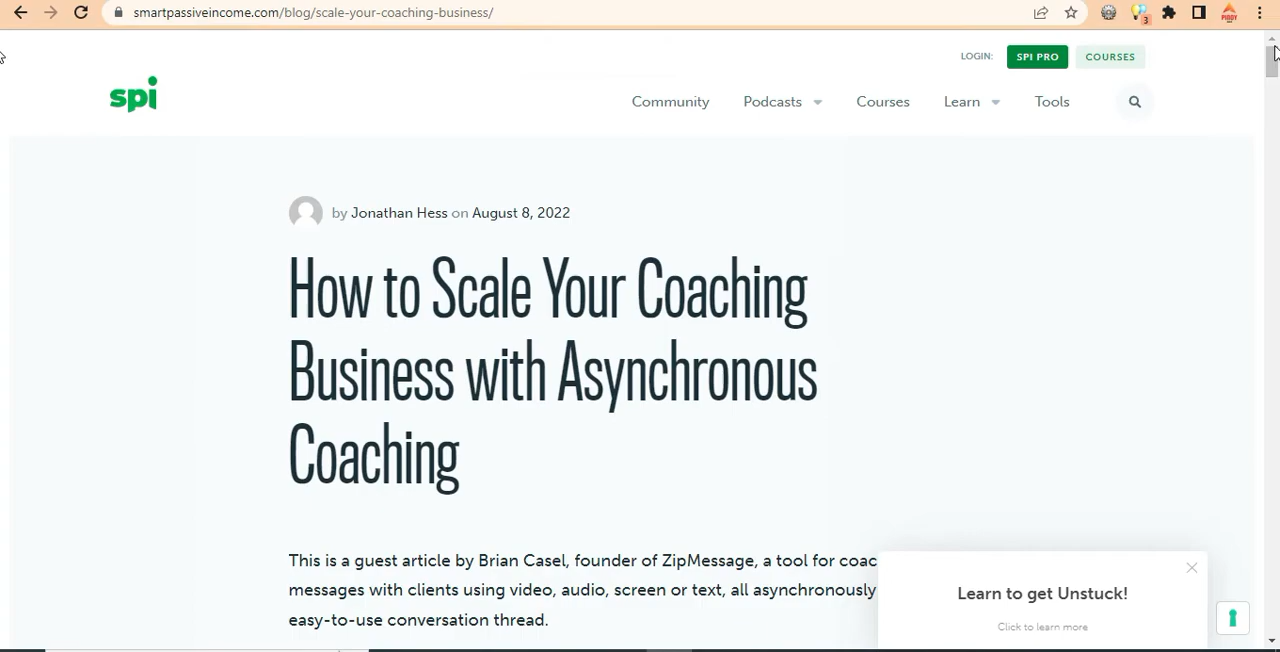 smartpassiveincome.com/blog/scale-your-coaching-business/
3
PINGY
LOGIN: SPI PRO COURSES
spi
Community Podcasts Courses Learn Tools
by Jonathan Hess on August 8, 2022
How to Scale Your Coaching
Business with Asynchronous
Coaching
This is a guest article by Brian Casel, founder of ZipMessage, a tool for coac
messages with clients using video, audio, screen or text, all asynchronously
easy-to-use conversation thread.
Learn to get Unstuck!
Click to learn more